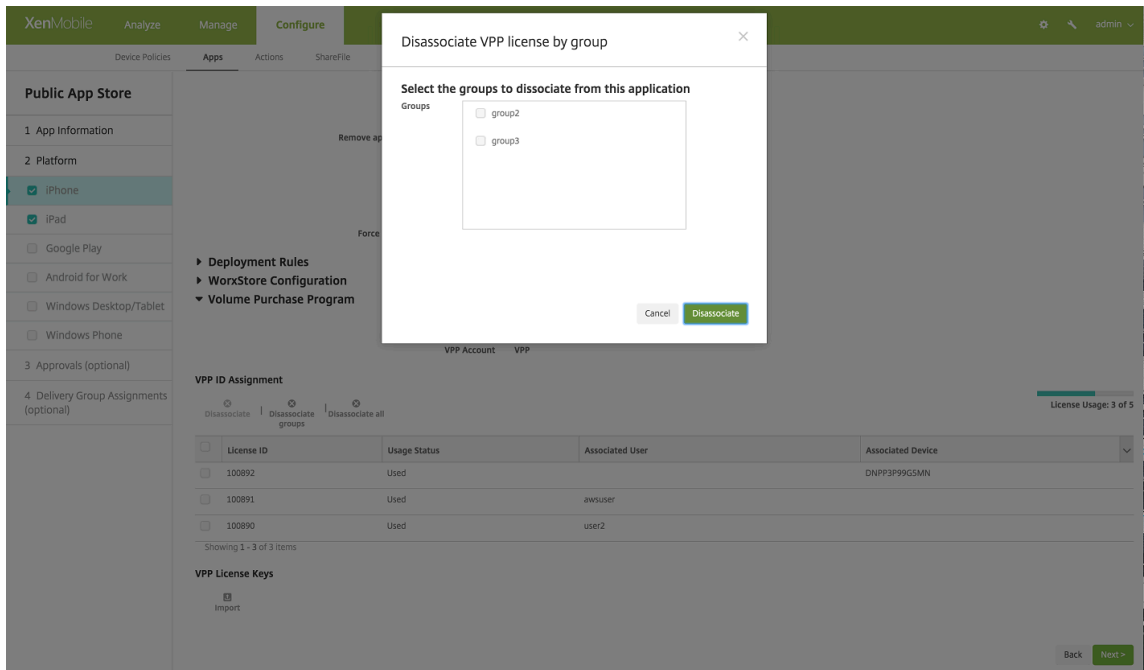 XenMobile Analyze Manage Configure admin
Device Policies Apps Actions ShareFile
Disassociate VPP license by group
Select the groups to dissociate from this application
Groups
group2
group3
Cancel Disassociate
Public App Store
1 App Information
2 Platform
iPhone
iPad
Google Play
Android for Work
Windows Desktop/Tablet
Windows Phone
3 Approvals (optional)
4 Delivery Group Assignments
(optional)
Remove ap
Force
Deployment Rules
WorxStore Configuration
Volume Purchase Program
VPP Account VPP
VPP ID Assignment
Disassociate | Disassociate groups | Disassociate all
License Usage: 3 of 5
License ID Usage Status Associated User Associated Device
100892 Used DNPP3P99G5MN
100891 Used awsuser
100890 Used user2
Showing 1 - 3 of 3 items
VPP License Keys
import
Back Next >